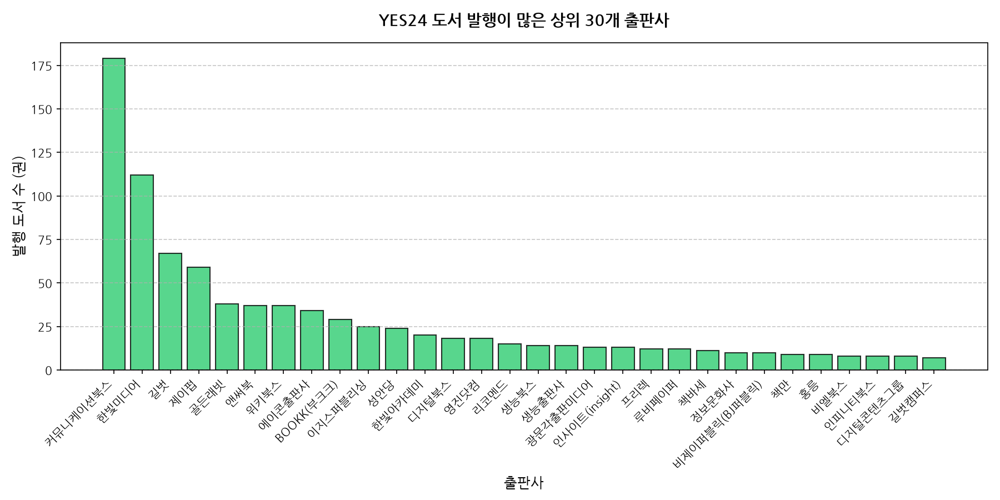 YES24 도서 발행이 많은 상위 30개 출판사
발행 도서 수 (권)
175
150
125
100
75
50
25
0
커뮤니케이션북스
한빛미디어
길벗
제이펍
골든래빗
앤써북
위키북스
에이콘출판사
BOOKK(부크크)
이지스퍼블리싱
성안당
한빛아카데미
디지털북스
영진닷컴
리코멘드
생능북스
생능출판사
광문각출판미디어
인사이트(insight)
프리렉
루비페이퍼
책바세
정보문화사
비제이퍼블릭(BJ퍼블릭)
책만
홍릉
비엘북스
인피니티북스
디지털콘텐츠그룹
길벗캠퍼스
출판사